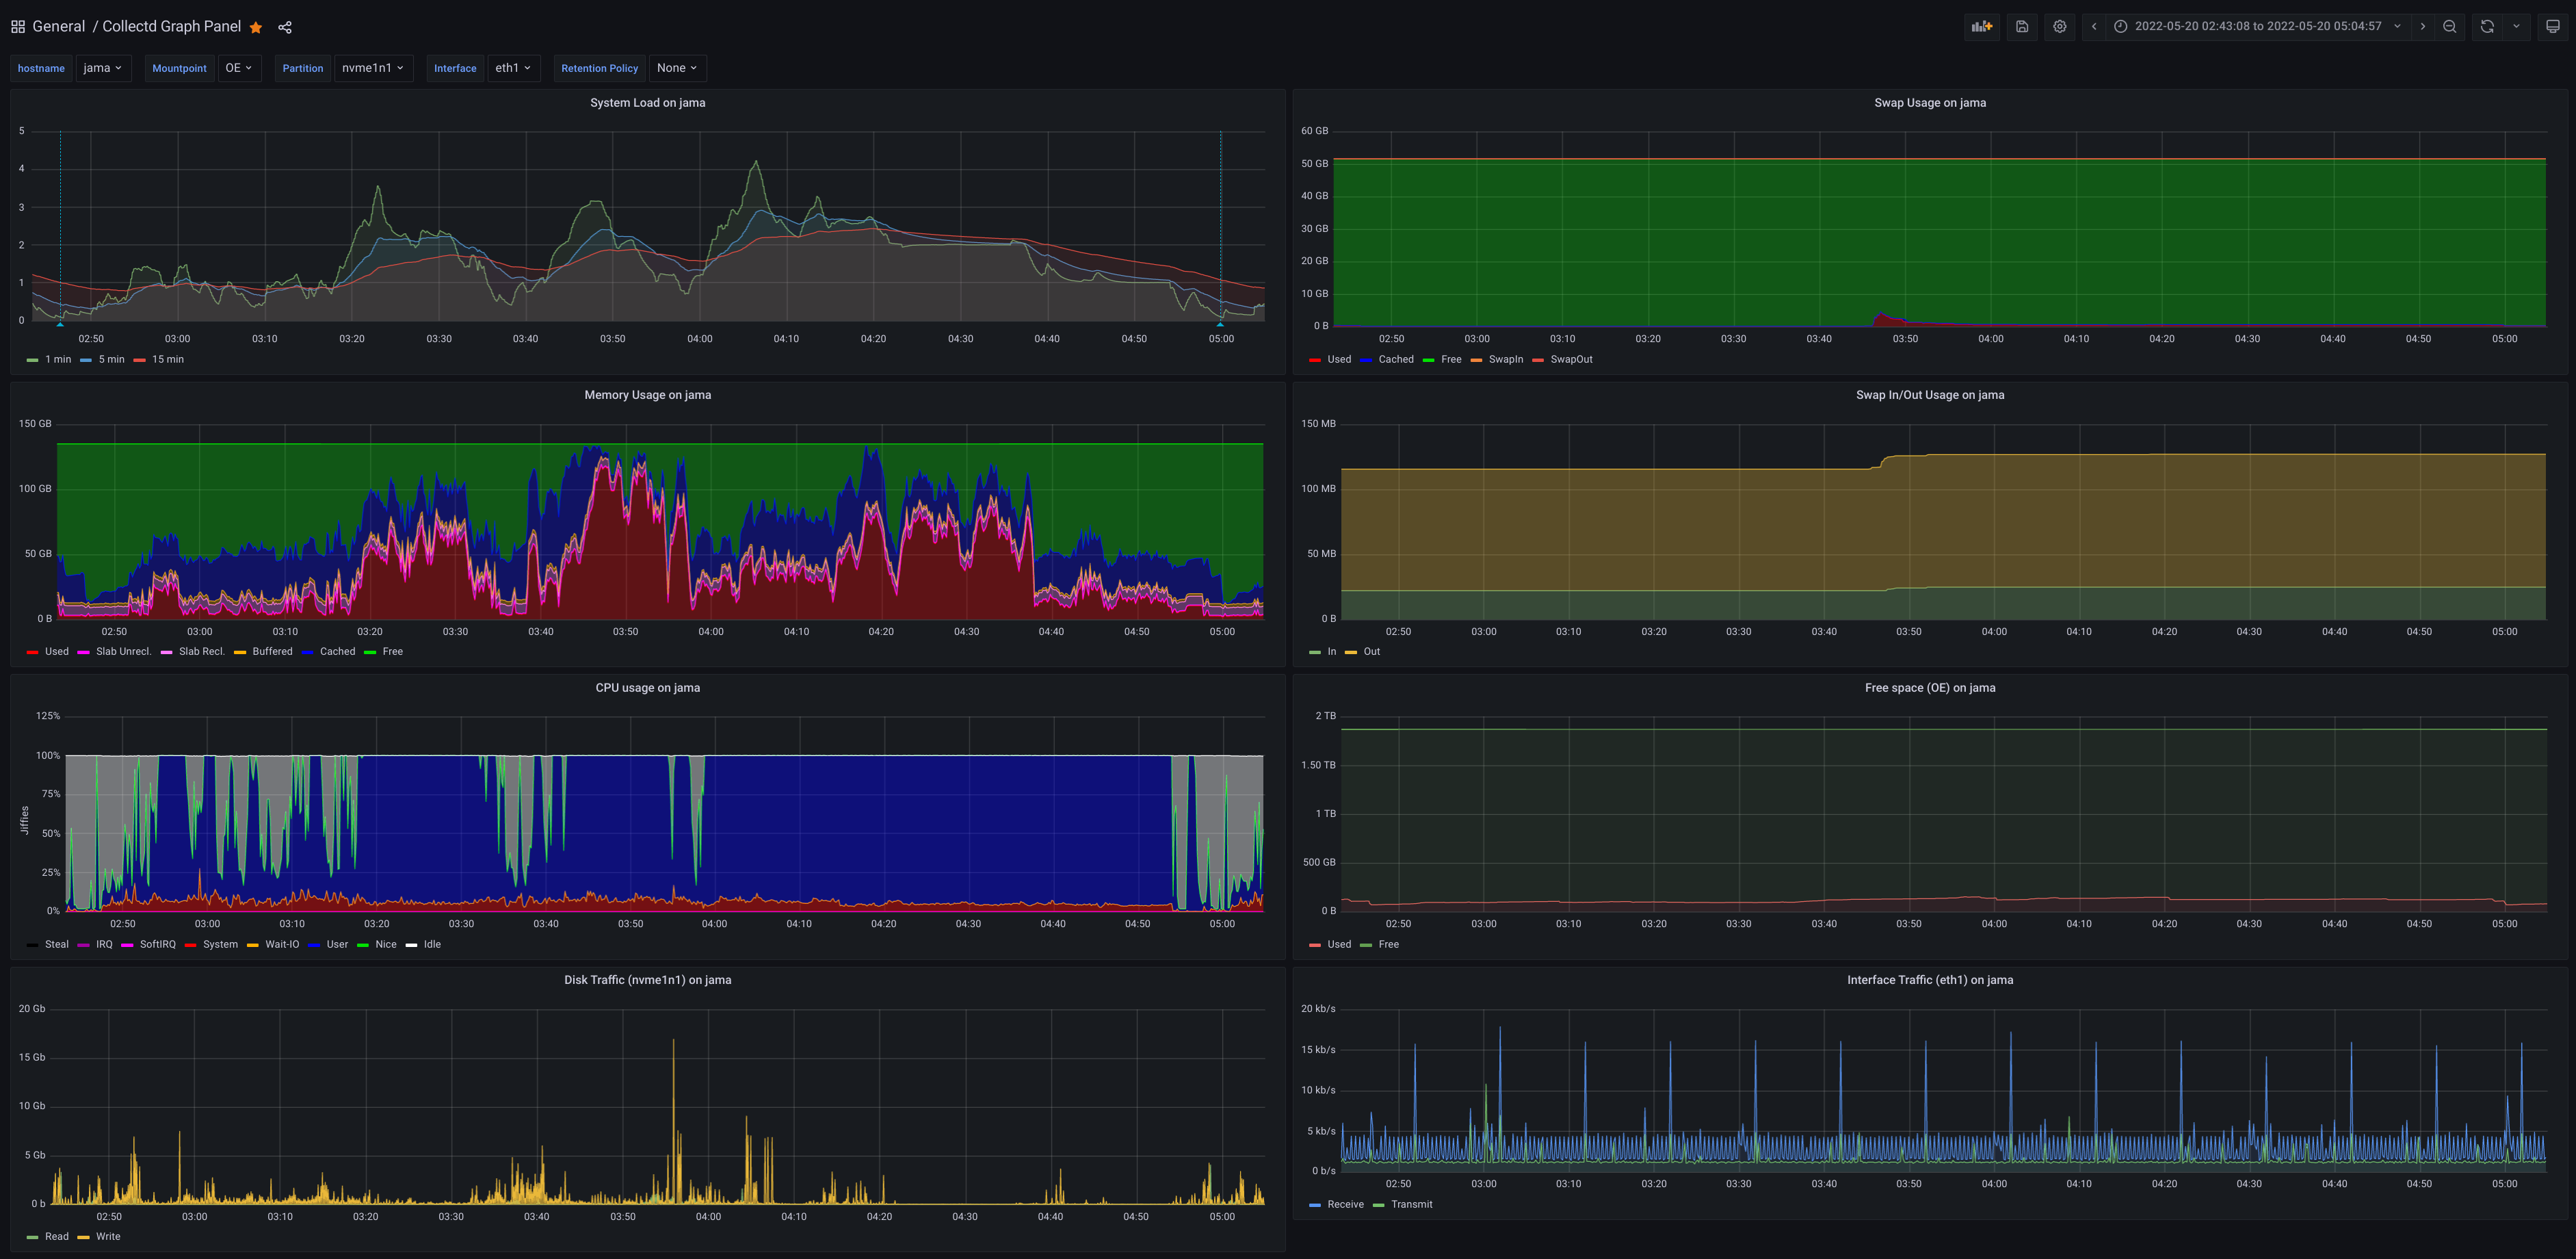 General / Collectd Graph Panel
2022-05-20 02:43:08 to 2022-05-20 05:04:57
hostname jama Mountpoint OE Partition nvme1n1 Interface eth1 Retention Policy None
System Load on jama
5
4
3
2
1
0
02:50 03:00 03:10 03:20 03:30 03:40 03:50 04:00 04:10 04:20 04:30 04:40 04:50 05:00
1 min 5 min 15 min
Swap Usage on jama
60 GB
50 GB
40 GB
30 GB
20 GB
10 GB
0 B
02:50 03:00 03:10 03:20 03:30 03:40 03:50 04:00 04:10 04:20 04:30 04:40 04:50 05:00
Used Cached Free SwapIn SwapOut
Memory Usage on jama
150 GB
100 GB
50 GB
0 B
02:50 03:00 03:10 03:20 03:30 03:40 03:50 04:00 04:10 04:20 04:30 04:40 04:50 05:00
Used Slab Unrecl. Slab Recl. Buffered Cached Free
Swap In/Out Usage on jama
150 MB
100 MB
50 MB
0 B
02:50 03:00 03:10 03:20 03:30 03:40 03:50 04:00 04:10 04:20 04:30 04:40 04:50 05:00
In Out
CPU usage on jama
Jiffies
125%
100%
75%
50%
25%
0%
02:50 03:00 03:10 03:20 03:30 03:40 03:50 04:00 04:10 04:20 04:30 04:40 04:50 05:00
Steal IRQ SoftIRQ System Wait-IO User Nice Idle
Free space (OE) on jama
2 TB
1.50 TB
1 TB
500 GB
0 B
02:50 03:00 03:10 03:20 03:30 03:40 03:50 04:00 04:10 04:20 04:30 04:40 04:50 05:00
Used Free
Disk Traffic (nvme1n1) on jama
20 Gb
15 Gb
10 Gb
5 Gb
0 b
02:50 03:00 03:10 03:20 03:30 03:40 03:50 04:00 04:10 04:20 04:30 04:40 04:50 05:00
Read Write
Interface Traffic (eth1) on jama
20 kb/s
15 kb/s
10 kb/s
5 kb/s
0 b/s
02:50 03:00 03:10 03:20 03:30 03:40 03:50 04:00 04:10 04:20 04:30 04:40 04:50 05:00
Receive Transmit